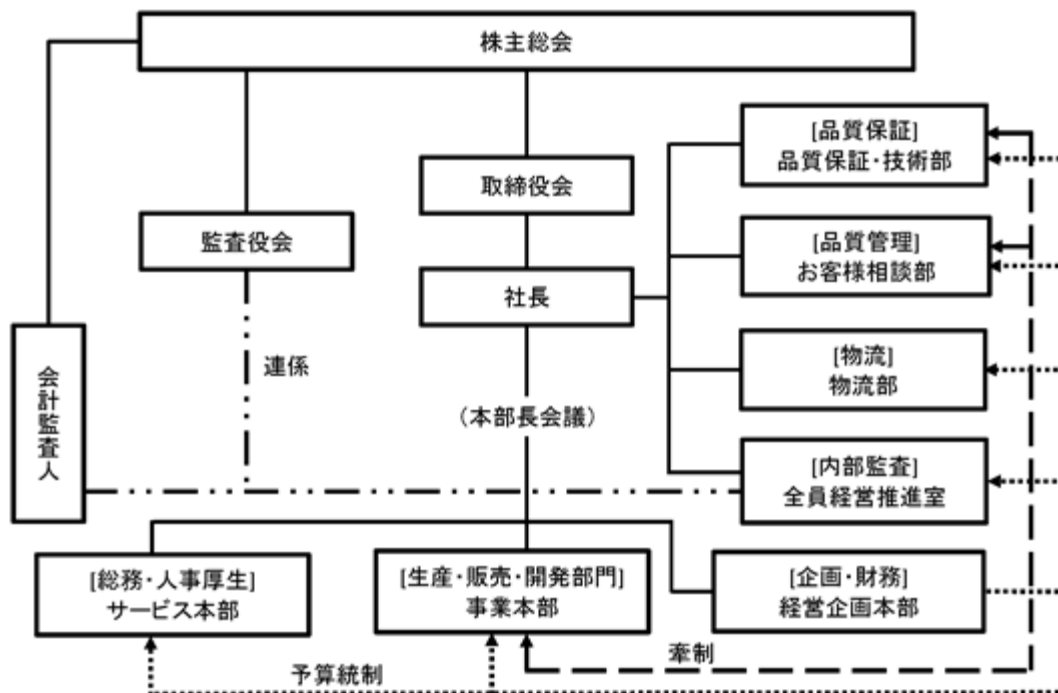 株主総会
[品質保証]
品質保証・技術部
取締役会
監査役会
[品質管理]
お客様相談部
社長
会計監査人
連係
[物流]
物流部
(本部長会議)
[内部監査]
全員経営推進室
[総務・人事厚生]
サービス本部
[生産・販売・開発部門]
事業本部
[企画・財務]
経営企画本部
牽制
予算統制